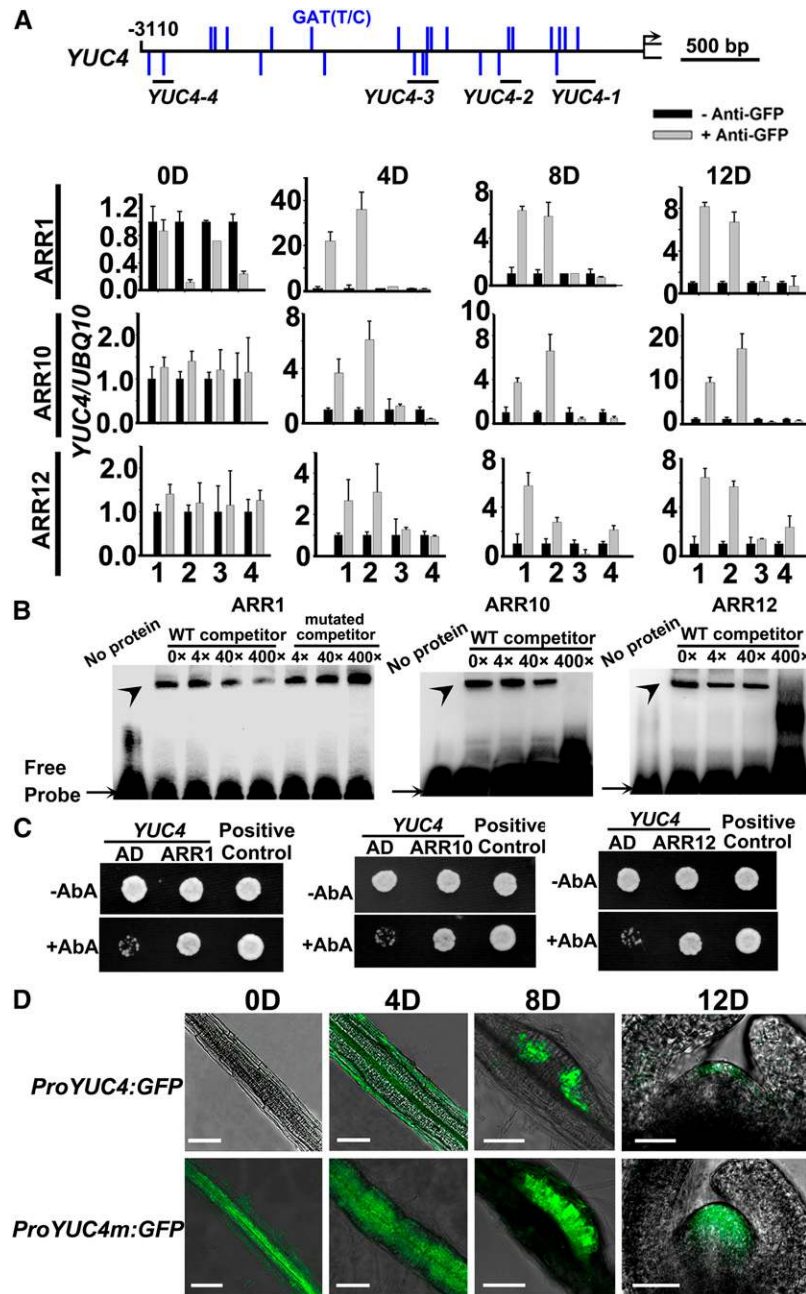 A
-3110
GAT(T/C)
YUC4
500 bp
YUC4-4
YUC4-3
YUC4-2
YUC4-1
- Anti-GFP
+ Anti-GFP
0D
4D
8D
12D
YUC4/UBQ10
ARR1
1.2
0.8
0.4
0.0
40
20
0
8
4
0
8
4
0
ARR10
2.0
1.0
0.0
8
4
0
10
8
6
4
2
0
20
10
0
ARR12
2.0
1.0
0.0
4
2
0
8
4
0
8
4
0
1 2 3 4
1 2 3 4
1 2 3 4
1 2 3 4
B
ARR1
ARR10
ARR12
No protein
WT competitor
mutated competitor
0× 4× 40× 400× 4× 40× 400×
No protein
WT competitor
0× 4× 40× 400×
No protein
WT competitor
0× 4× 40× 400×
Free
Probe
C
YUC4
Positive
AD ARR1 Control
-AbA
+AbA
YUC4
Positive
AD ARR10 Control
-AbA
+AbA
YUC4
Positive
AD ARR12 Control
-AbA
+AbA
D
0D
4D
8D
12D
ProYUC4:GFP
ProYUC4m:GFP